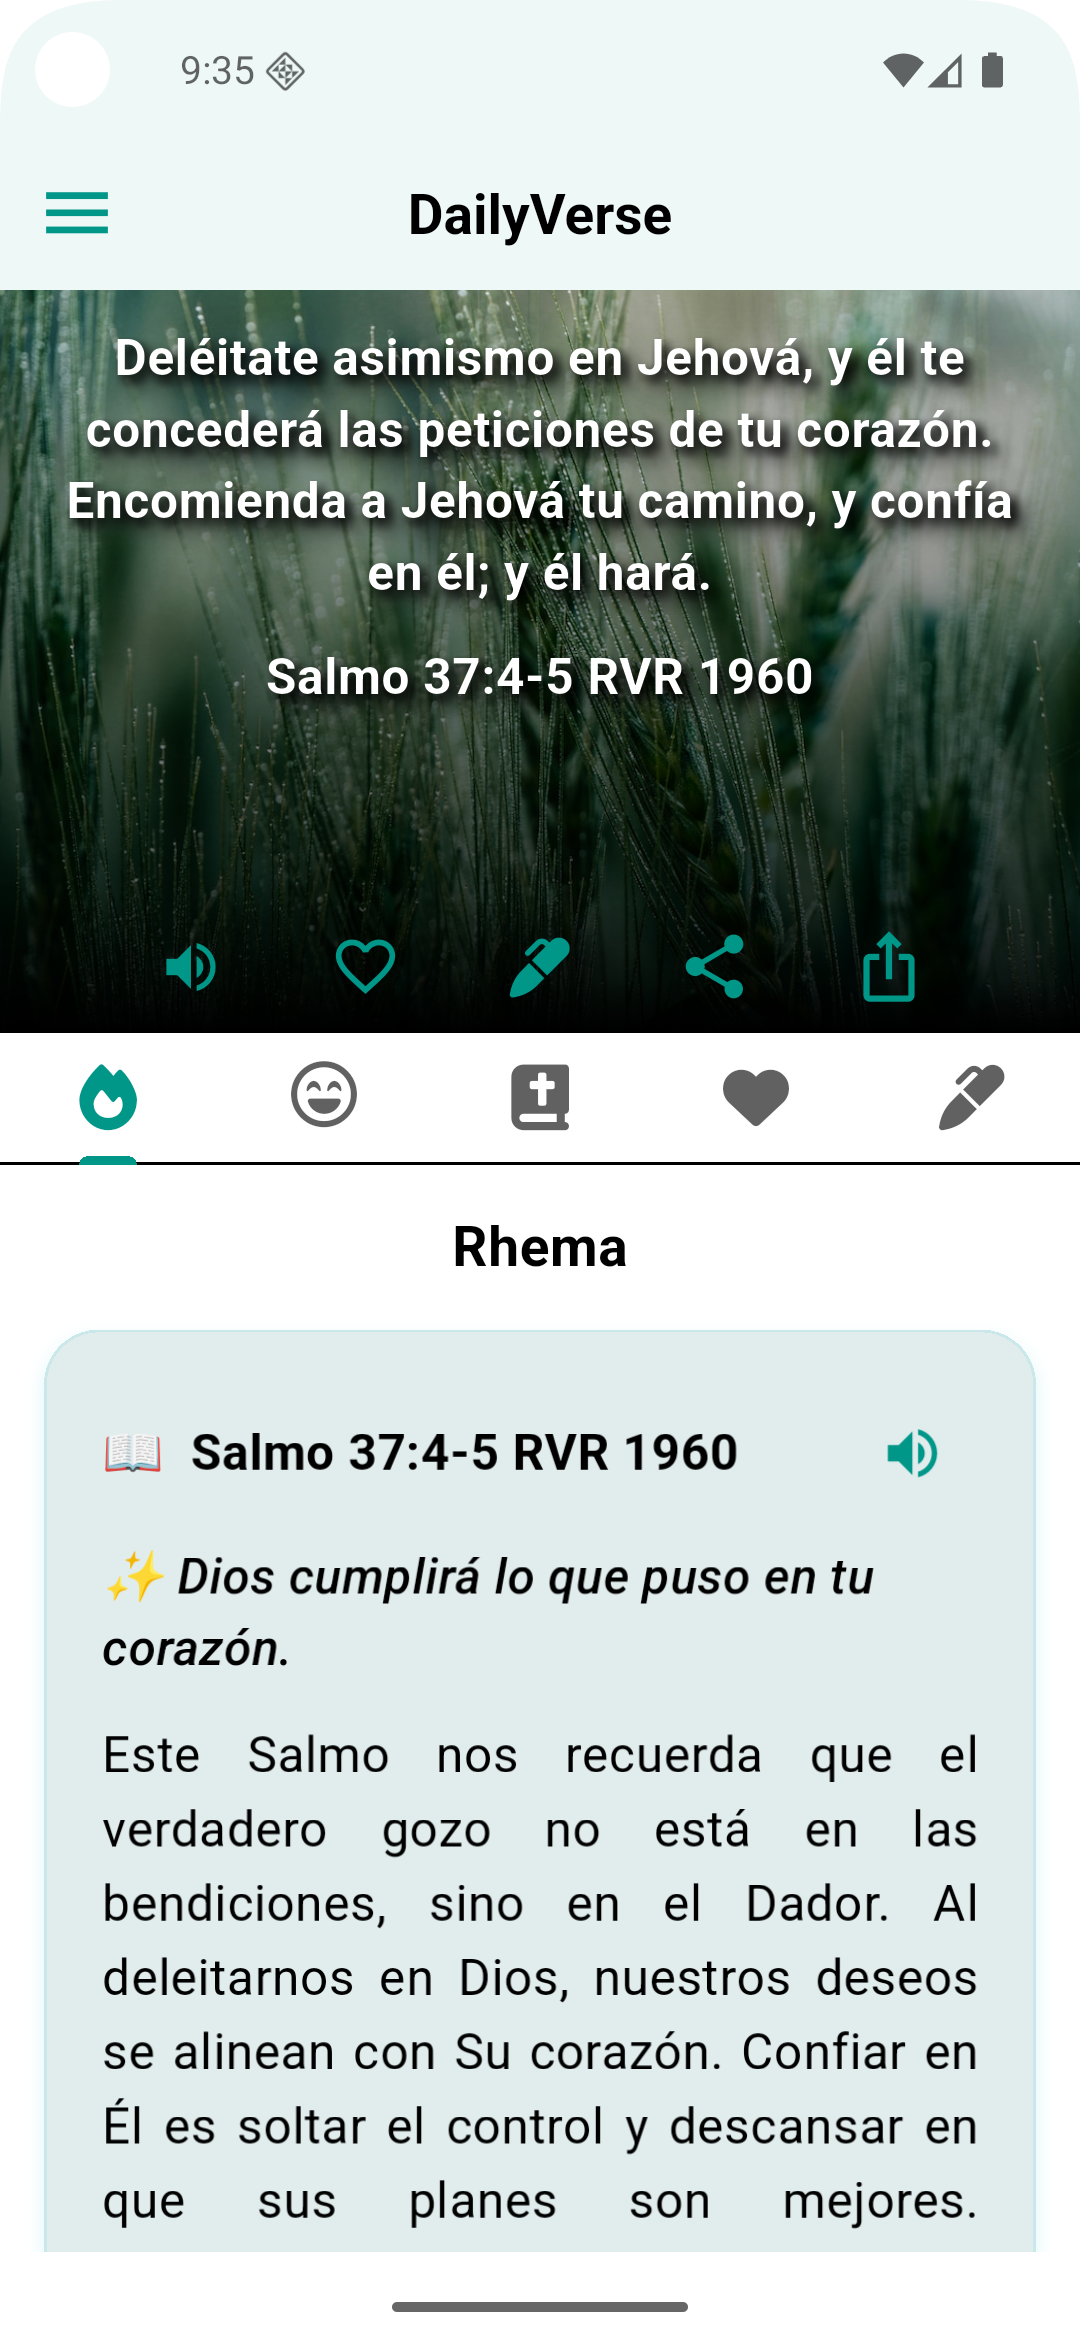 9:35
DailyVerse
Deléitate asimismo en Jehová, y él te
concederá las peticiones de tu corazón.
Encomienda a Jehová tu camino, y confía
en él; y él hará.
Salmo 37:4-5 RVR 1960
Rhema
📖 Salmo 37:4-5 RVR 1960
✨ Dios cumplirá lo que puso en tu
corazón.
Este Salmo nos recuerda que el
verdadero gozo no está en las
bendiciones, sino en el Dador. Al
deleitarnos en Dios, nuestros deseos
se alinean con Su corazón. Confiar en
Él es soltar el control y descansar en
que sus planes son mejores.